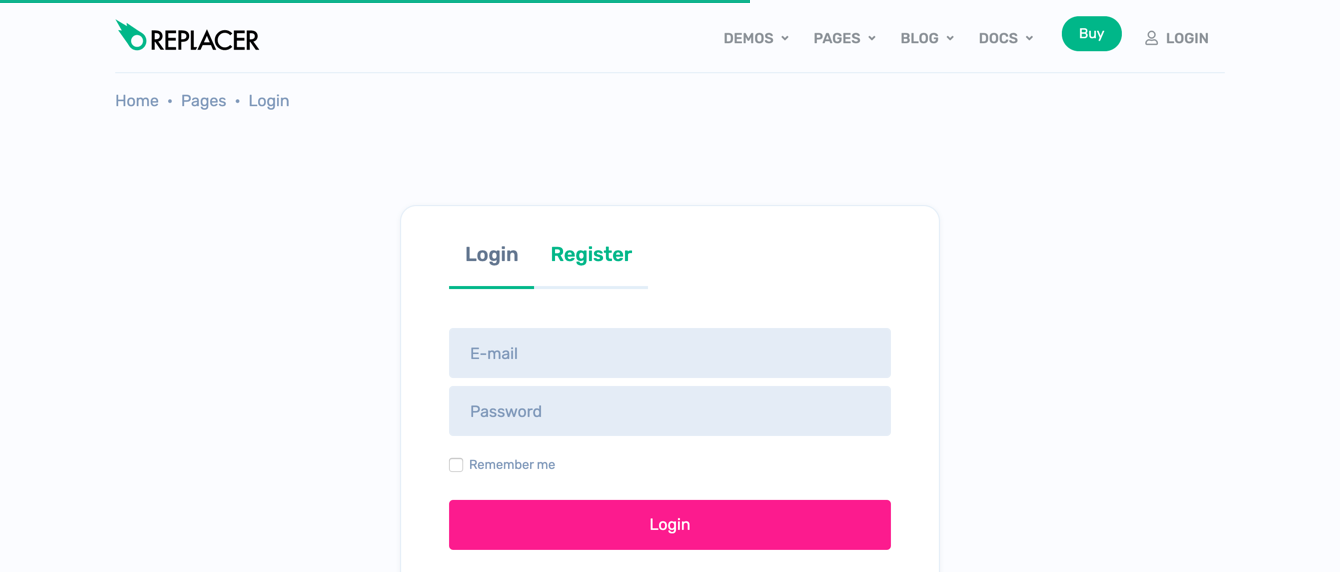 REPLACER DEMOS PAGES BLOG DOCS Buy LOGIN
Home • Pages • Login
Login Register
E-mail
Password
Remember me
Login